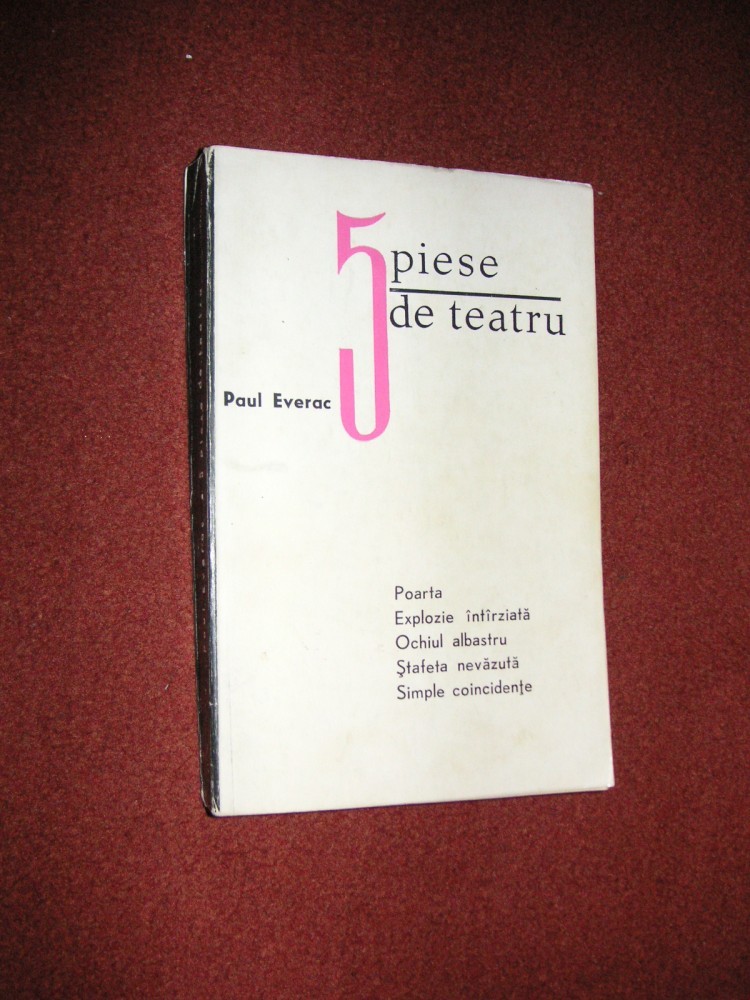 5 piese
de teatru
Paul Everac
Poarta
Explozie întîrziată
Ochiul albastru
Ştafeta nevăzută
Simple coincidenţe